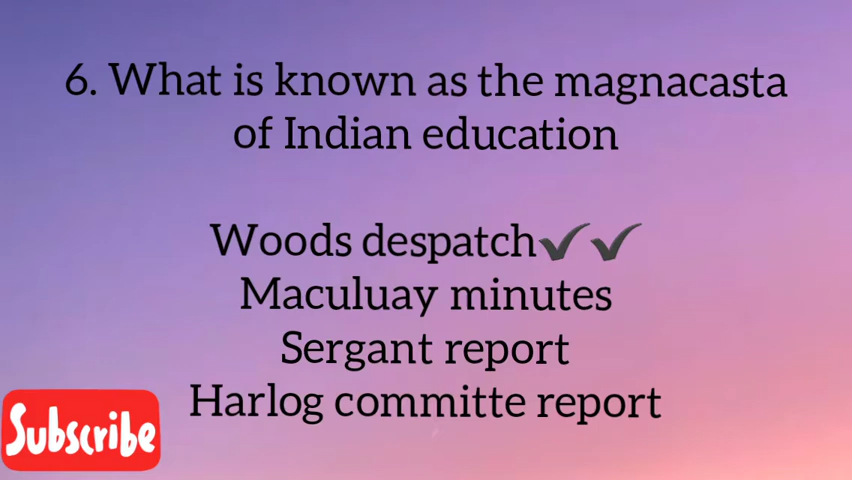 6. What is known as the magnacasta
of Indian education
Woods despatch✔✔
Maculuay minutes
Sergant report
Harlog committe report
Subscribe